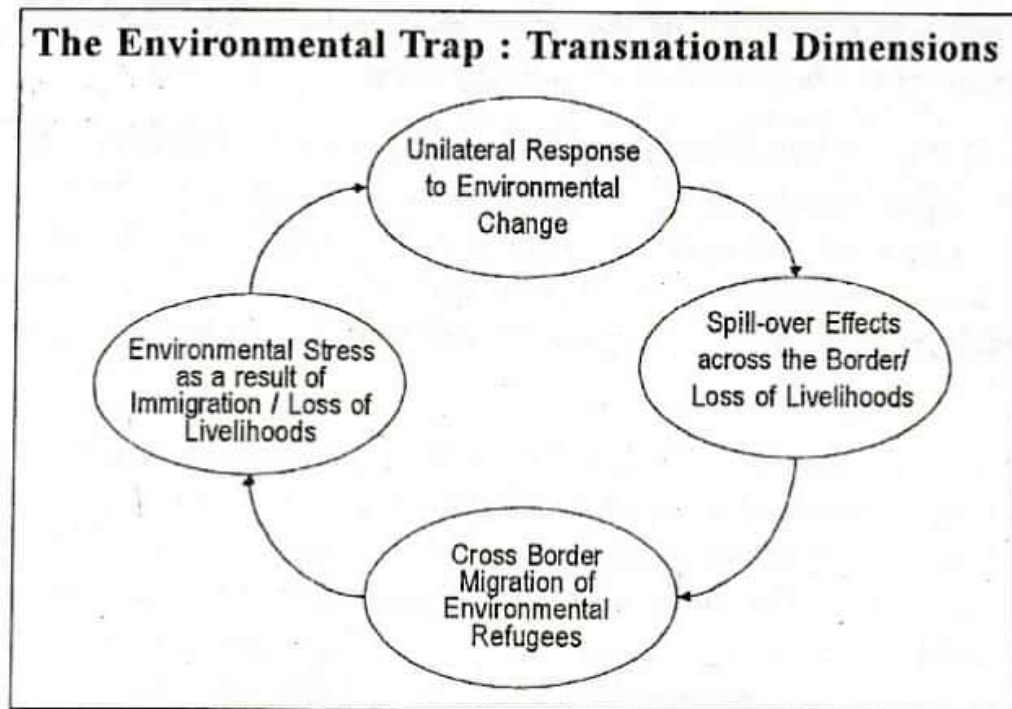 The Environmental Trap : Transnational Dimensions
Unilateral Response
to Environmental
Change
Spill-over Effects
across the Border/
Loss of Livelihoods
Cross Border
Migration of
Environmental
Refugees
Environmental Stress
as a result of
Immigration / Loss of
Livelihoods